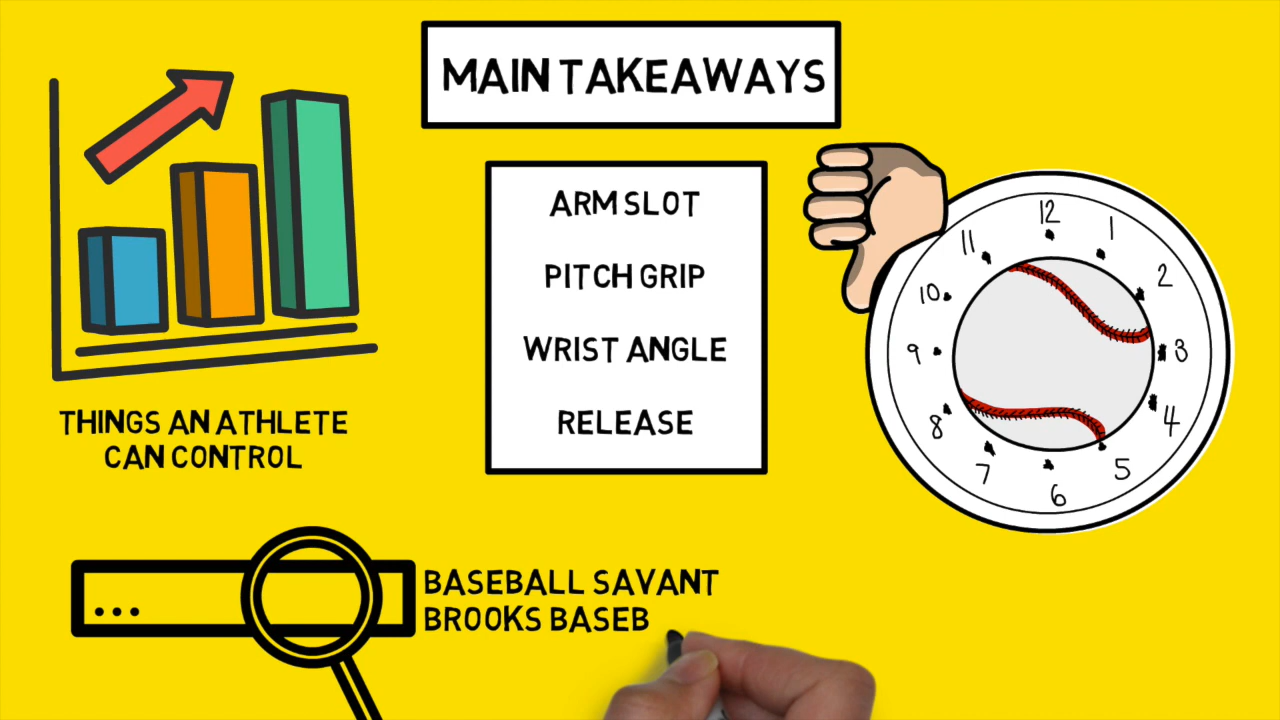 MAIN TAKEAWAYS
ARM SLOT
PITCH GRIP
WRIST ANGLE
RELEASE
THINGS AN ATHLETE
CAN CONTROL
12
1
2
3
4
5
6
7
8
9
10
11
...
BASEBALL SAVANT
BROOKS BASEB